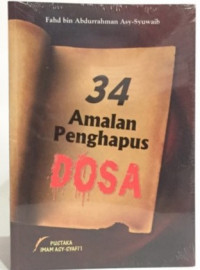 Fahd bin Abdurrahman Asy-Syuwaib
34
Amalan
Penghapus
DOSA
PUSTAKA
IMAM ASY-SYAFI'I